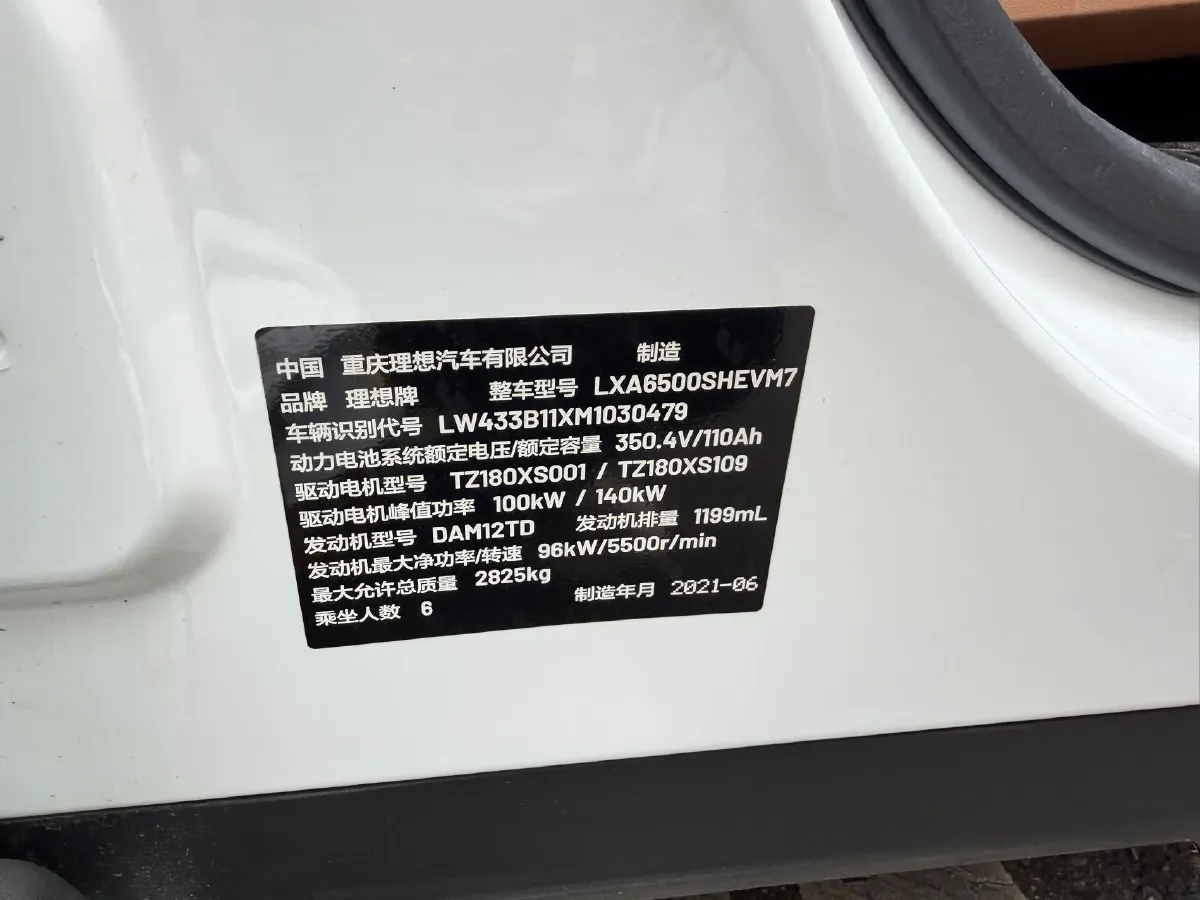 中国 重庆理想汽车有限公司 制造
品牌 理想牌 整车型号 LXA6500SHEVM7
车辆识别代号 LW433B11XM1030479
动力电池系统额定电压/额定容量 350.4V/110Ah
驱动电机型号 TZ180XS001 / TZ180XS109
驱动电机峰值功率 100kW / 140kW
发动机型号 DAM12TD 发动机排量 1199mL
发动机最大净功率/转速 96kW/5500r/min
最大允许总质量 2825kg
乘坐人数 6 制造年月 2021-06